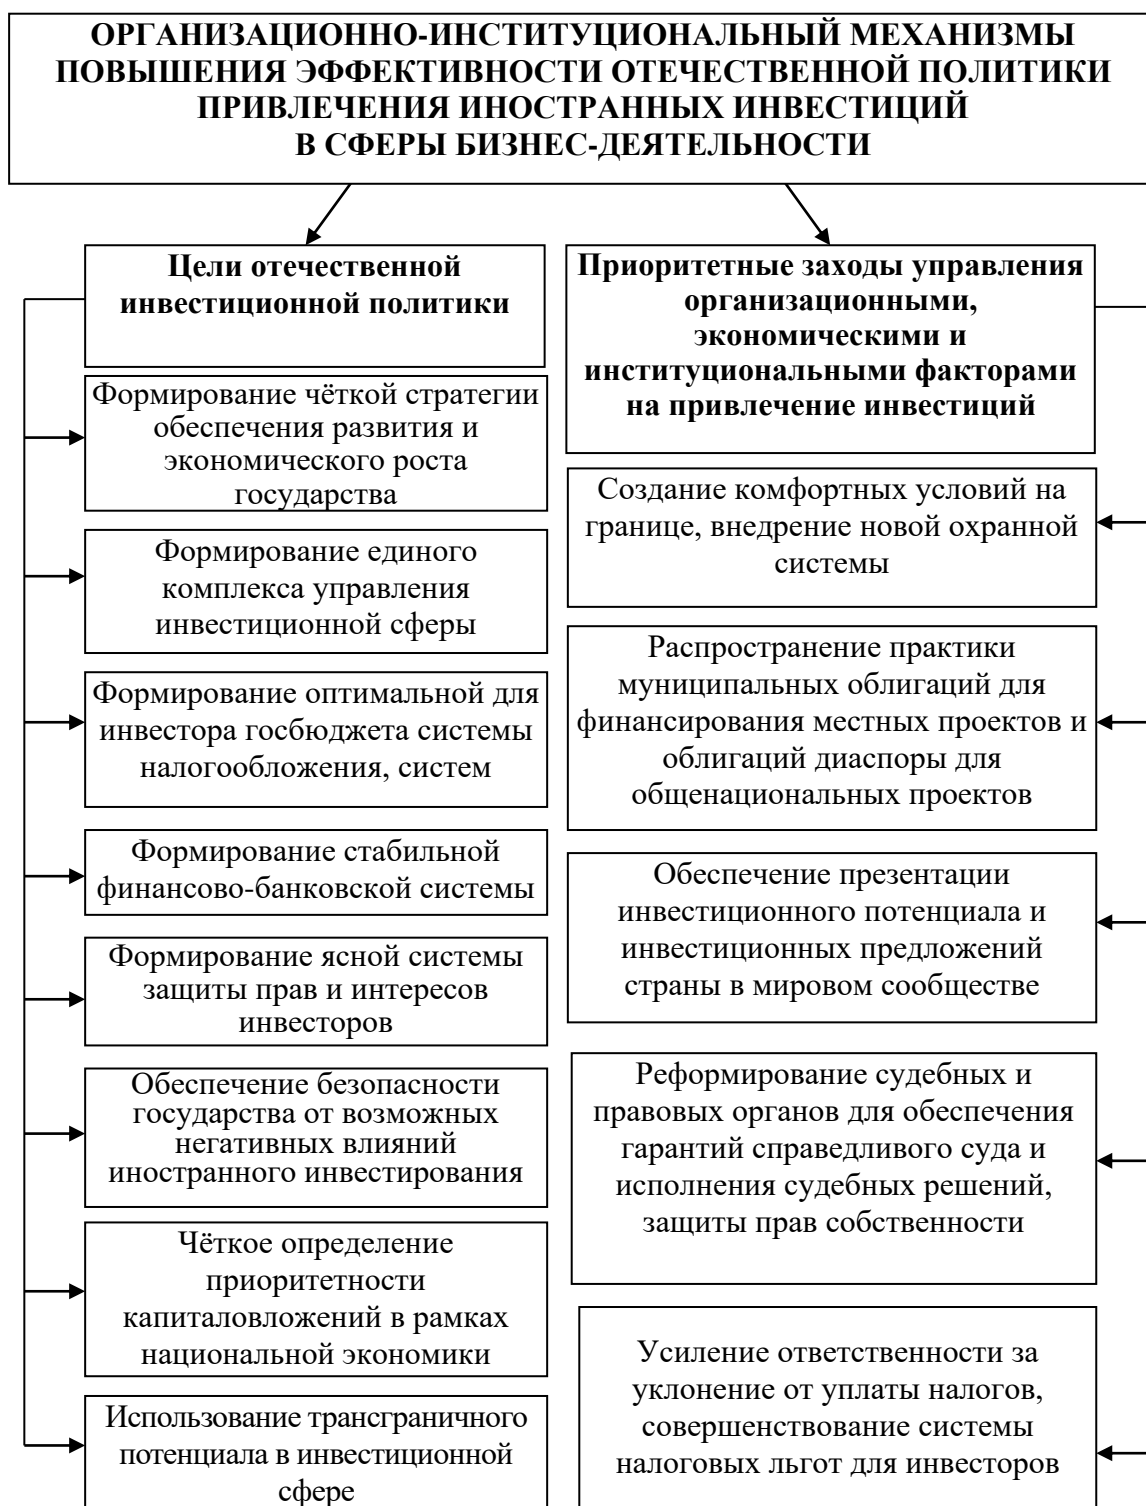 ОРГАНИЗАЦИОННО-ИНСТИТУЦИОНАЛЬНЫЙ МЕХАНИЗМЫ
ПОВЫШЕНИЯ ЭФФЕКТИВНОСТИ ОТЕЧЕСТВЕННОЙ ПОЛИТИКИ
ПРИВЛЕЧЕНИЯ ИНОСТРАННЫХ ИНВЕСТИЦИЙ
В СФЕРЫ БИЗНЕС-ДЕЯТЕЛЬНОСТИ
Цели отечественной
инвестиционной политики
Формирование чёткой стратегии
обеспечения развития и
экономического роста
государства
Формирование единого
комплекса управления
инвестиционной сферы
Формирование оптимальной для
инвестора госбюджета системы
налогообложения, систем
Формирование стабильной
финансово-банковской системы
Формирование ясной системы
защиты прав и интересов
инвесторов
Обеспечение безопасности
государства от возможных
негативных влияний
иностранного инвестирования
Чёткое определение
приоритетности
капиталовложений в рамках
национальной экономики
Использование трансграничного
потенциала в инвестиционной
сфере
Приоритетные заходы управления
организационными,
экономическими и
институциональными факторами
на привлечение инвестиций
Создание комфортных условий на
границе, внедрение новой охранной
системы
Распространение практики
муниципальных облигаций для
финансирования местных проектов и
облигаций диаспоры для
общенациональных проектов
Обеспечение презентации
инвестиционного потенциала и
инвестиционных предложений
страны в мировом сообществе
Реформирование судебных и
правовых органов для обеспечения
гарантий справедливого суда и
исполнения судебных решений,
защиты прав собственности
Усиление ответственности за
уклонение от уплаты налогов,
совершенствование системы
налоговых льгот для инвесторов